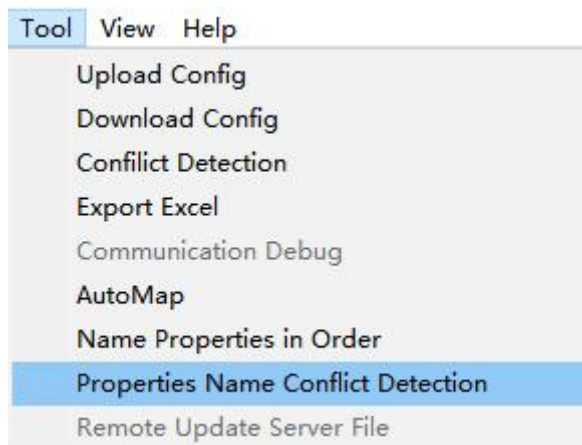 Tool View Help
Upload Config
Download Config
Confilict Detection
Export Excel
Communication Debug
AutoMap
Name Properties in Order
Properties Name Conflict Detection
Remote Update Server File